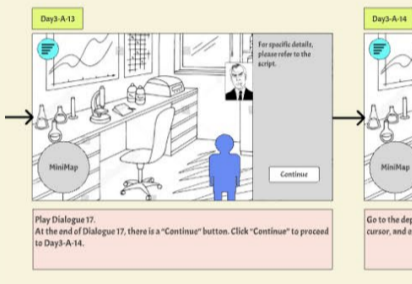 Day3-A-13
Day3-A-14
For specific details,
please refer to the
script.
MiniMap
Continue
MiniMap
Play Dialogue 17.
At the end of Dialogue 17, there is a "Continue" button. Click "Continue" to proceed
to Day3-A-14.
Go to the dep
cursor, and a